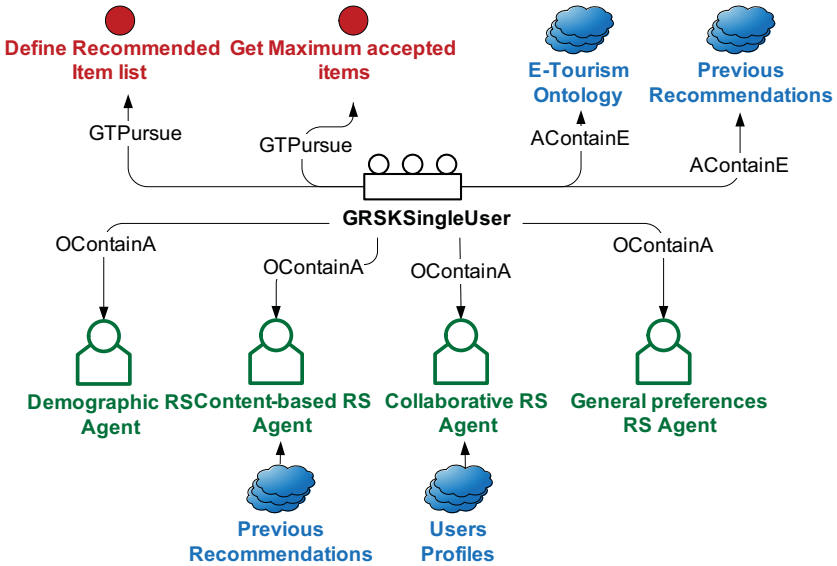 Define Recommended
Item list
Get Maximum accepted
items
E-Tourism
Ontology
Previous
Recommendations
GTPursue
GTPursue
AContainE
AContainE
GRSKSingleUser
OContainA
OContainA
OContainA
OContainA
Demographic RS
Agent
Content-based RS
Agent
Collaborative RS
Agent
General preferences
RS Agent
Previous
Recommendations
Users
Profiles